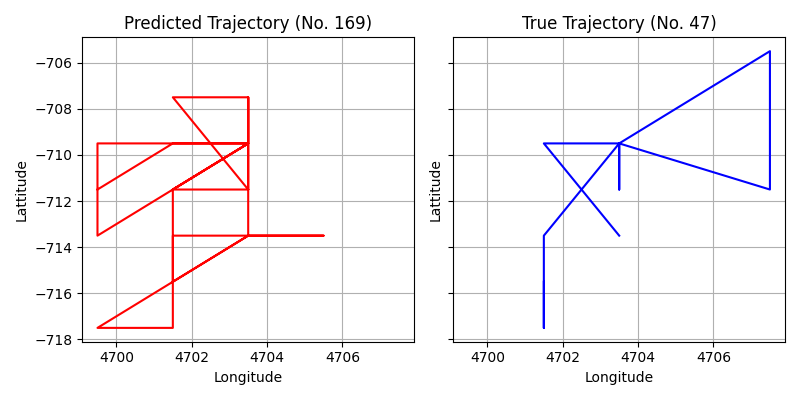 Predicted Trajectory (No. 169)
True Trajectory (No. 47)
−706
−708
−710
−712
−714
−716
−718
Lattitude
Lattitude
4700 4702 4704 4706
4700 4702 4704 4706
Longitude
Longitude